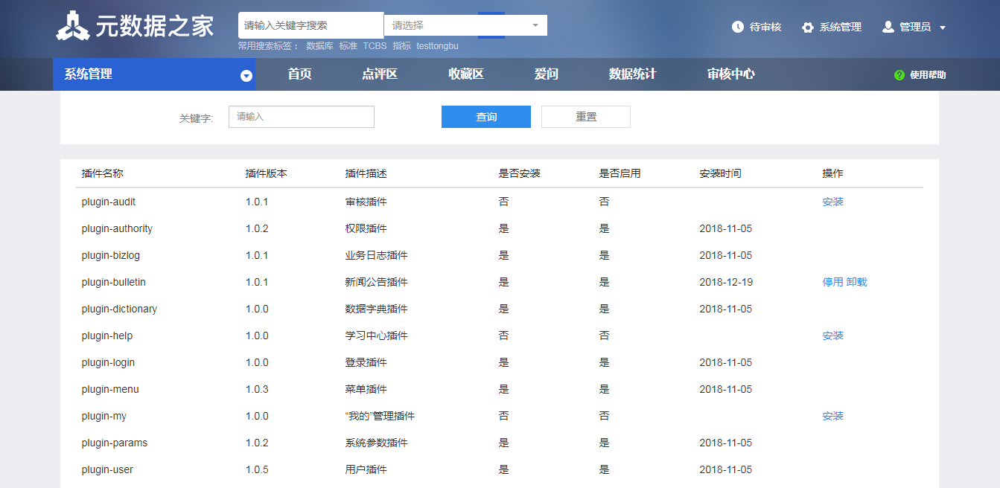 元数据之家
请输入关键字搜索 请选择
待审核 系统管理 管理员
常用搜索标签： 数据库 标准 TCBS 指标 testtongbu
系统管理 首页 点评区 收藏区 爱问 数据统计 审核中心 使用帮助
关键字: 请输入 查询 重置
插件名称 插件版本 插件描述 是否安装 是否启用 安装时间 操作
plugin-audit 1.0.1 审核插件 否 否 安装
plugin-authority 1.0.2 权限插件 是 是 2018-11-05
plugin-bizlog 1.0.1 业务日志插件 是 是 2018-11-05
plugin-bulletin 1.0.1 新闻公告插件 是 是 2018-12-19 停用 卸载
plugin-dictionary 1.0.0 数据字典插件 是 是 2018-11-05
plugin-help 1.0.0 学习中心插件 否 否 安装
plugin-login 1.0.0 登录插件 是 是 2018-11-05
plugin-menu 1.0.3 菜单插件 是 是 2018-11-05
plugin-my 1.0.0 “我的”管理插件 否 否 安装
plugin-params 1.0.2 系统参数插件 是 是 2018-11-05
plugin-user 1.0.5 用户插件 是 是 2018-11-05